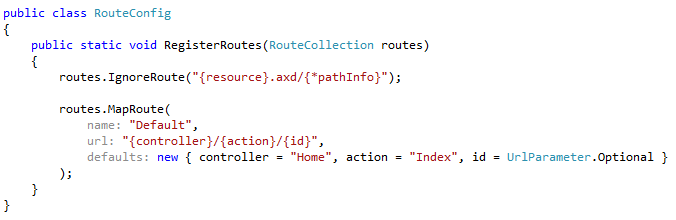 public class RouteConfig
{
    public static void RegisterRoutes(RouteCollection routes)
    {
        routes.IgnoreRoute("{resource}.axd/{*pathInfo}");

        routes.MapRoute(
            name: "Default",
            url: "{controller}/{action}/{id}",
            defaults: new { controller = "Home", action = "Index", id = UrlParameter.Optional }
        );
    }
}